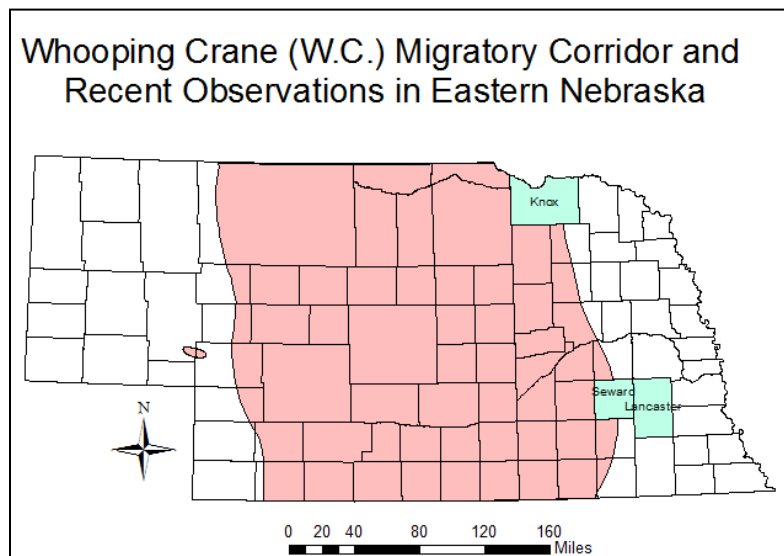 Whooping Crane (W.C.) Migratory Corridor and
Recent Observations in Eastern Nebraska
Knox
Seward
Lancaster
N
0 10 20 40 80 120 160
Miles